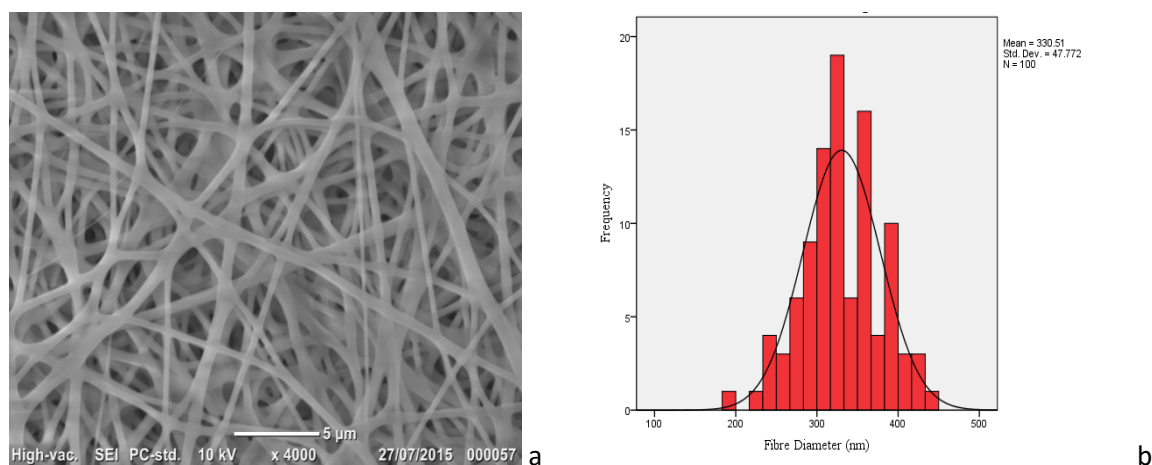 5 µm
High-vac. SEI PC-std. 10 kV x 4000 27/07/2015 000057
a
Mean = 330.51
Std. Dev. = 47.772
N = 100
20
15
10
5
0
Frequency
100 200 300 400 500
Fibre Diameter (nm)
b